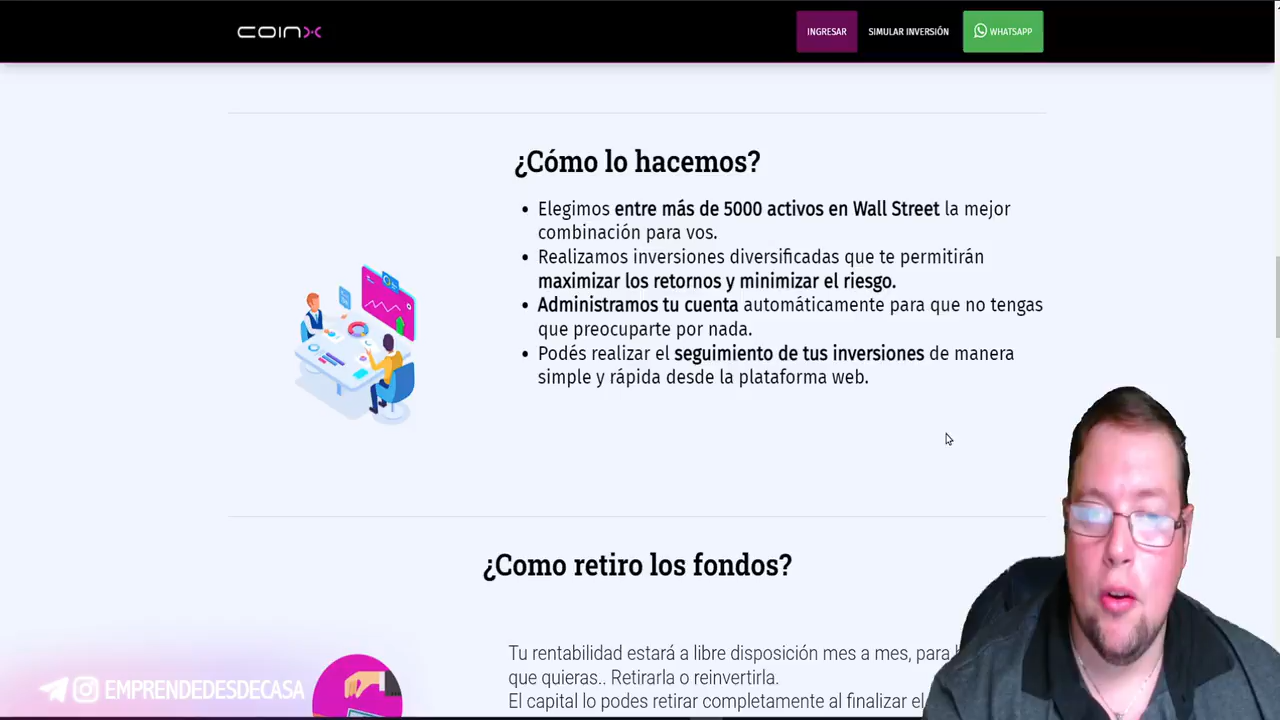 COINX
INGRESAR SIMULAR INVERSIÓN WHATSAPP
¿Cómo lo hacemos?
• Elegimos entre más de 5000 activos en Wall Street la mejor
combinación para vos.
• Realizamos inversiones diversificadas que te permitirán
maximizar los retornos y minimizar el riesgo.
• Administramos tu cuenta automáticamente para que no tengas
que preocuparte por nada.
• Podés realizar el seguimiento de tus inversiones de manera
simple y rápida desde la plataforma web.
¿Como retiro los fondos?
Tu rentabilidad estará a libre disposición mes a mes, para
que quieras.. Retirarla o reinvertirla.
El capital lo podes retirar completamente al finalizar el
EMPRENDEDESDECASA